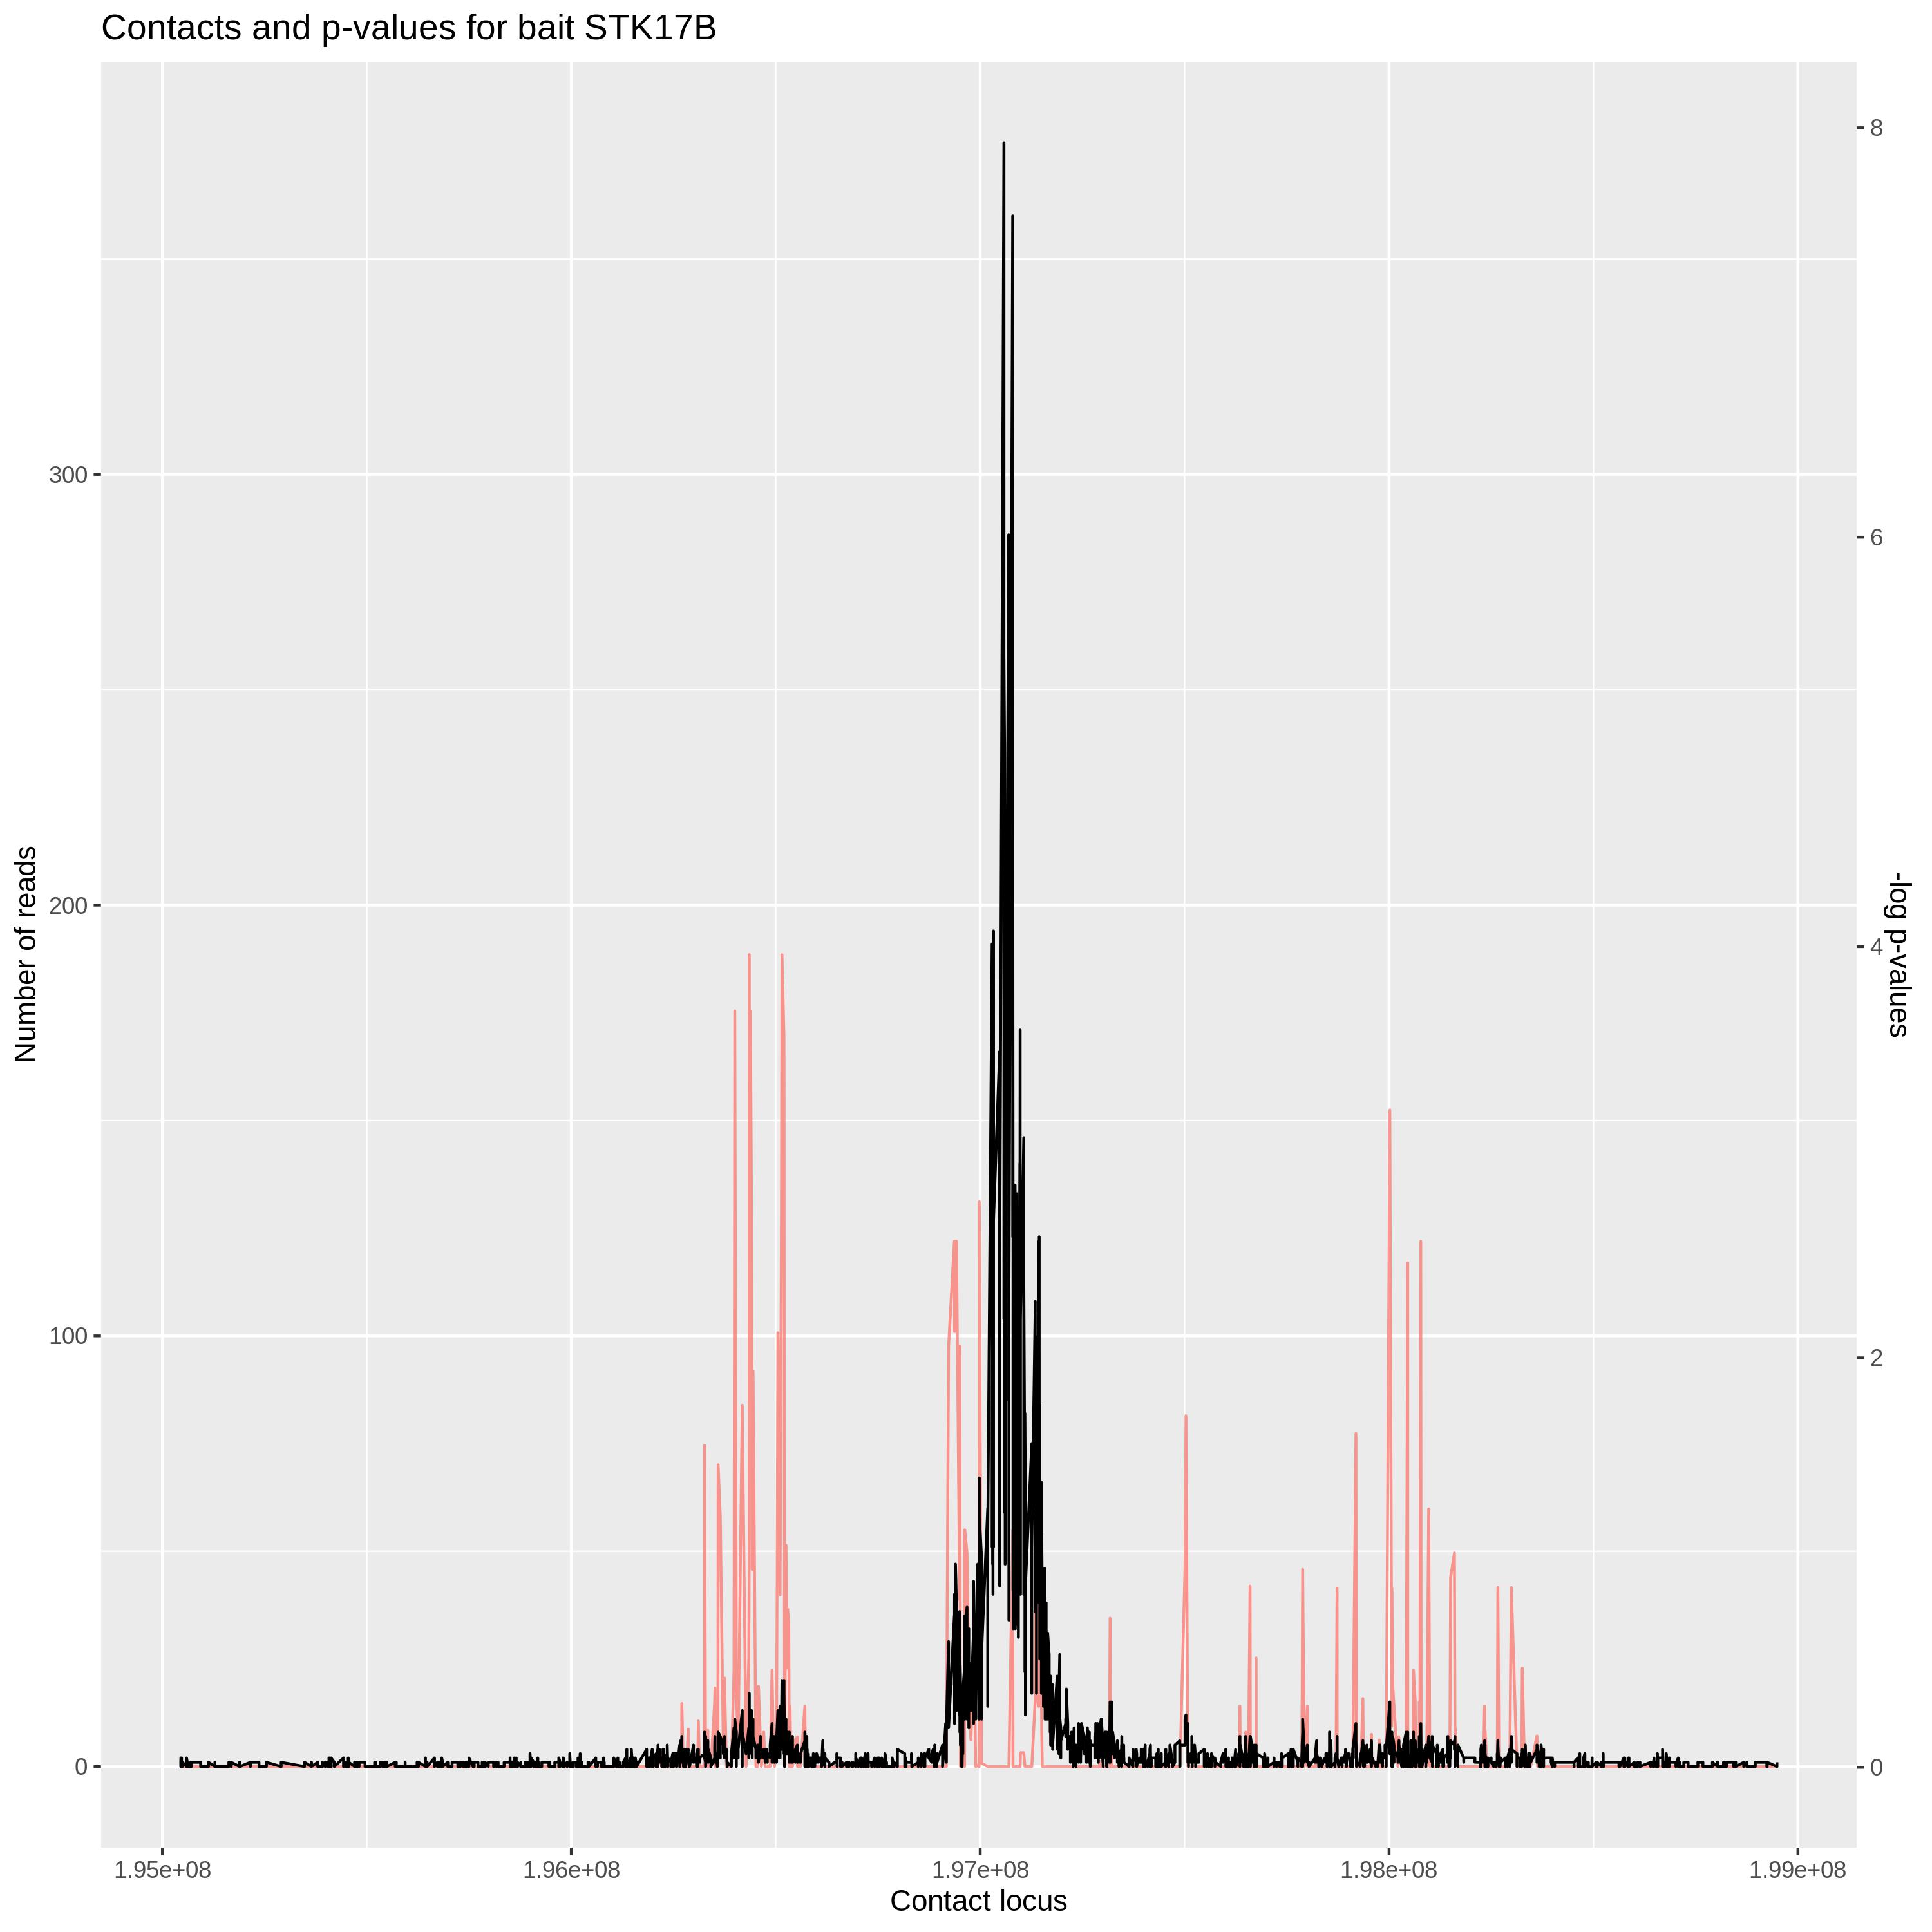 Contacts and p-values for bait STK17B
Number of reads
300
200
100
0
8
6
4
2
0
-log p-values
1.95e+08 1.96e+08 1.97e+08 1.98e+08 1.99e+08
Contact locus